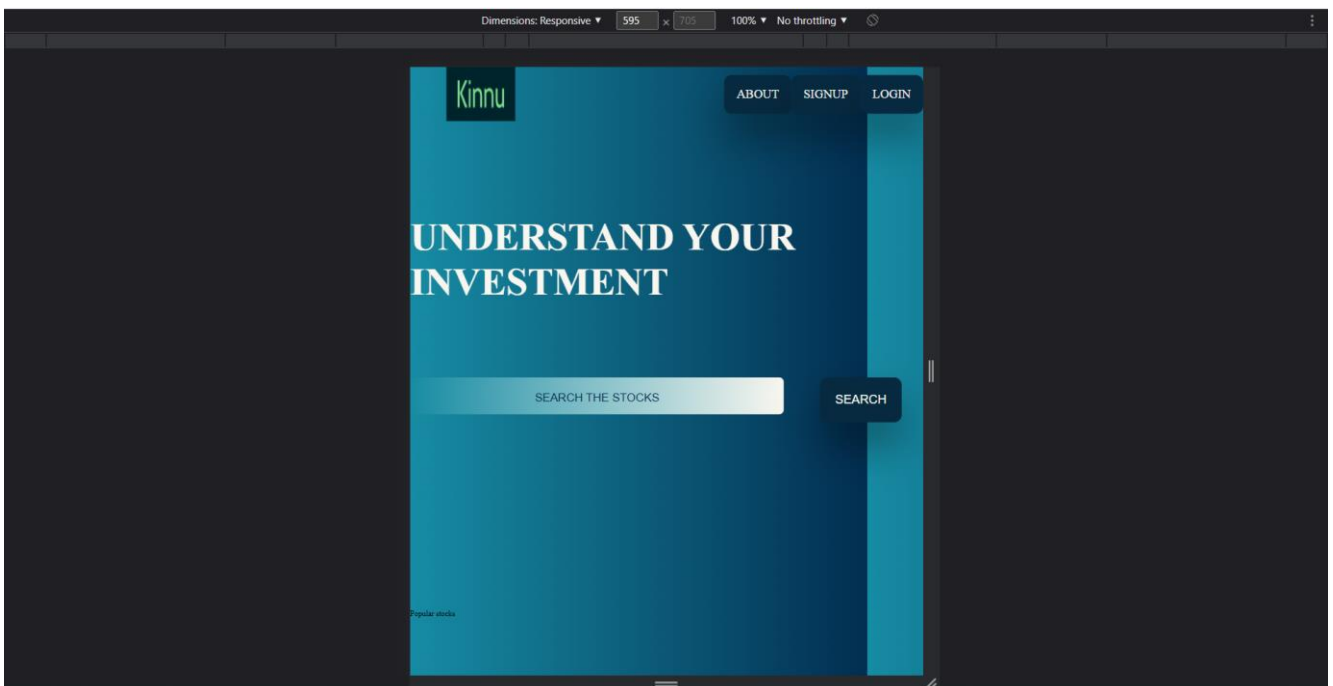 Dimensions: Responsive ▼ 595 × 705 100% ▼ No throttling ▼
Kinnu
ABOUT SIGNUP LOGIN
UNDERSTAND YOUR
INVESTMENT
SEARCH THE STOCKS
SEARCH
Popular stocks